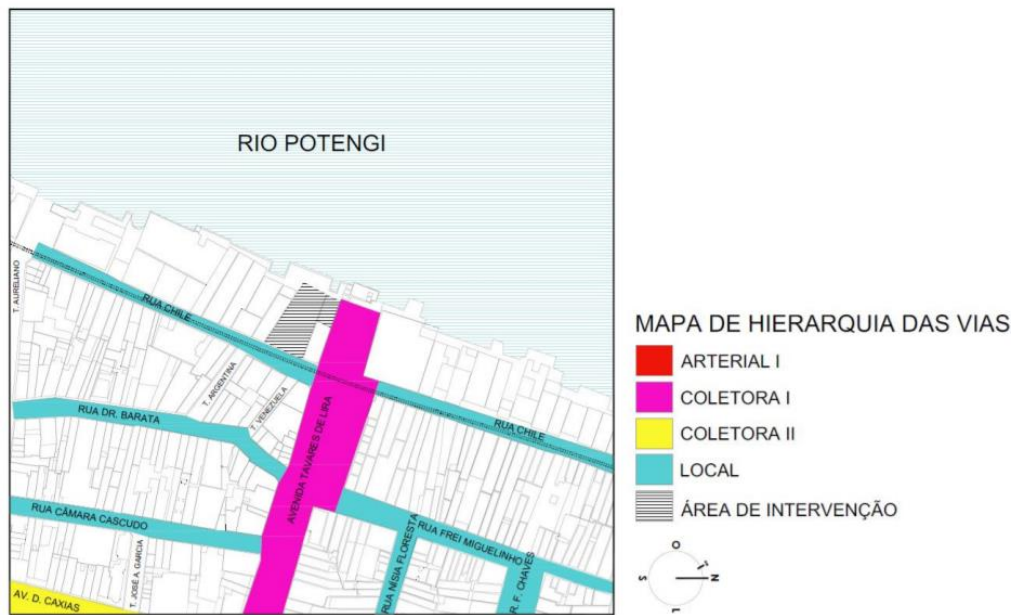 RIO POTENGI
T. AURELIANO
RUA CHILE
T. ARGENTINA
T. VENEZUELA
RUA DR. BARATA
AVENIDA TAVARES DE LIRA
RUA CHILE
RUA CÂMARA CASCUDO
T. JOSÉ A. GARCIA
RUA NÍSIA FLORESTA
RUA FREI MIGUELINHO
R. F. CHAVES
AV. D. CAXIAS
MAPA DE HIERARQUIA DAS VIAS
ARTERIAL I
COLETORA I
COLETORA II
LOCAL
ÁREA DE INTERVENÇÃO
O
S
N
L